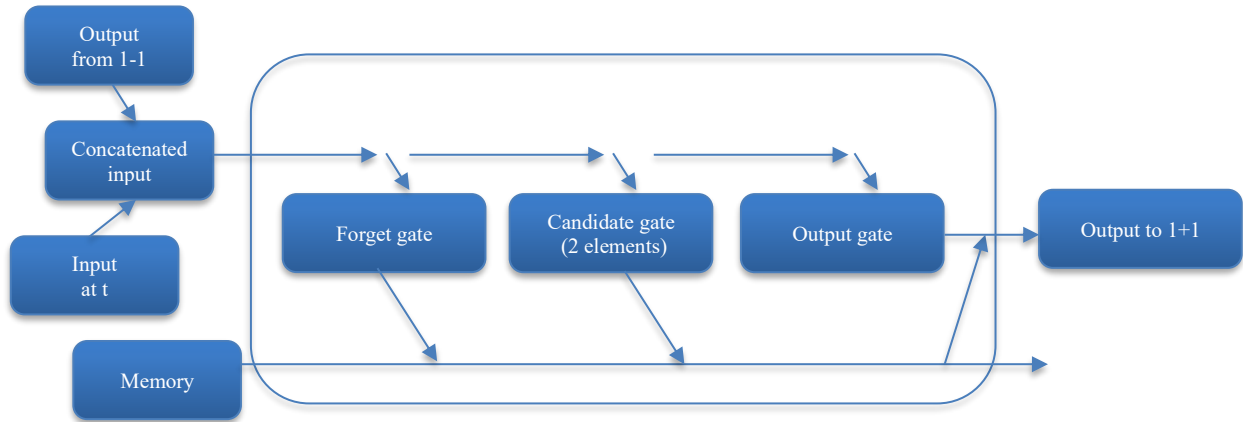 Output
from 1-1
Concatenated
input
Input
at t
Forget gate
Candidate gate
(2 elements)
Output gate
Output to 1+1
Memory